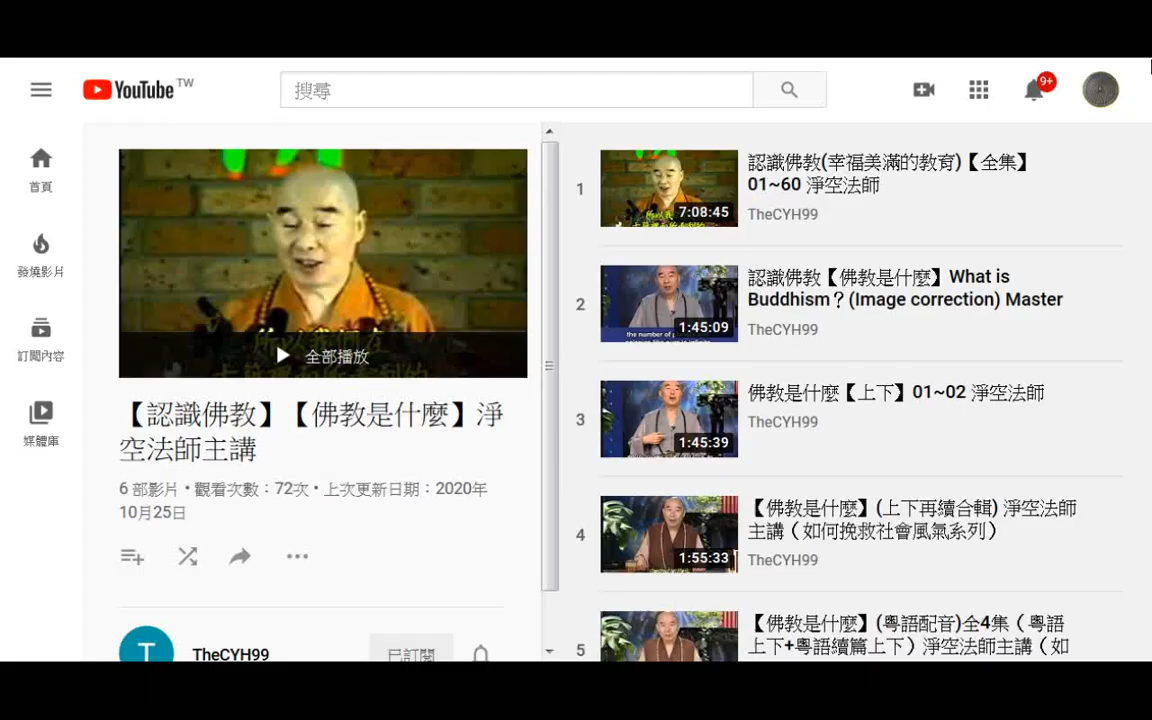 YouTube TW
搜尋
9+
首頁
發燒影片
訂閱內容
媒體庫
全部播放
【認識佛教】【佛教是什麼】淨
空法師主講
6 部影片 • 觀看次數：72次 • 上次更新日期：2020年
10月25日
T
TheCYH99
已訂閱
1
7:08:45
認識佛教(幸福美滿的教育)【全集】
01~60 淨空法師
TheCYH99
2
1:45:09
認識佛教【佛教是什麼】What is
Buddhism？(Image correction) Master
TheCYH99
3
1:45:39
佛教是什麼【上下】01~02 淨空法師
TheCYH99
4
1:55:33
【佛教是什麼】(上下再續合輯) 淨空法師
主講（如何挽救社會風氣系列）
TheCYH99
5
【佛教是什麼】(粵語配音)全4集（粵語
上下+粵語續篇上下）淨空法師主講（如